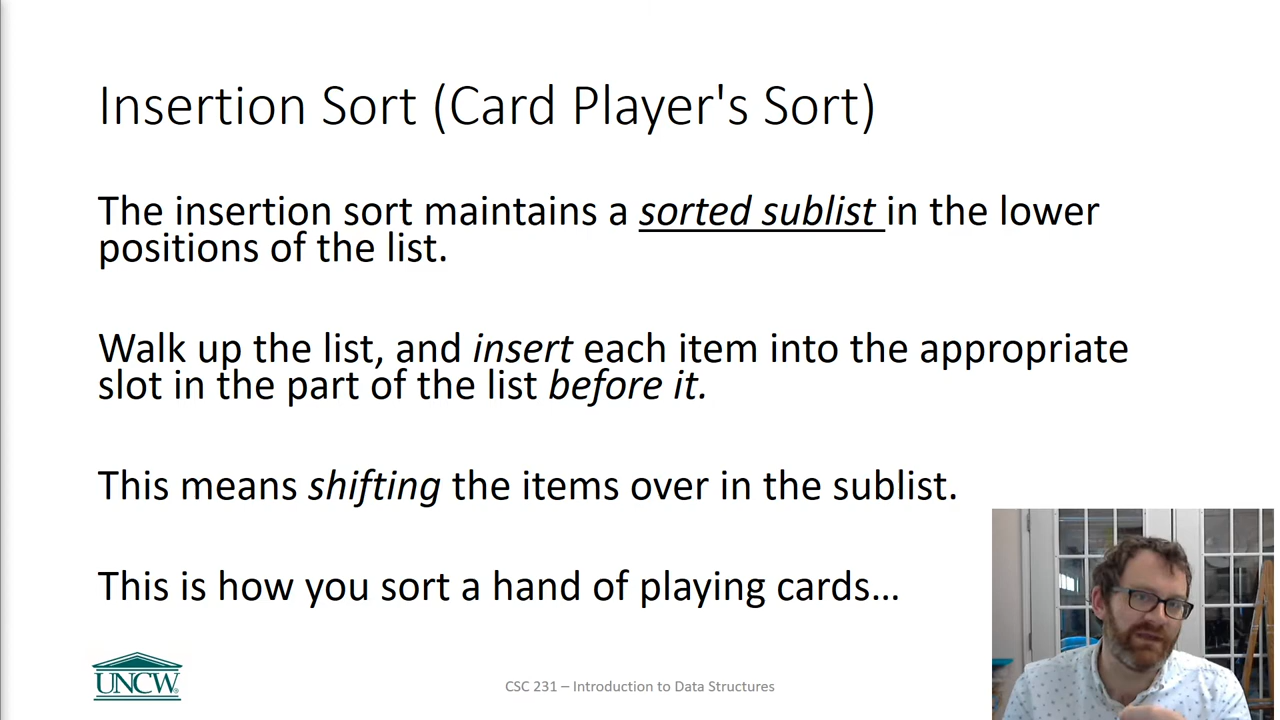 Insertion Sort (Card Player's Sort)
The insertion sort maintains a sorted sublist in the lower
positions of the list.
Walk up the list, and insert each item into the appropriate
slot in the part of the list before it.
This means shifting the items over in the sublist.
This is how you sort a hand of playing cards…
UNCW
CSC 231 – Introduction to Data Structures